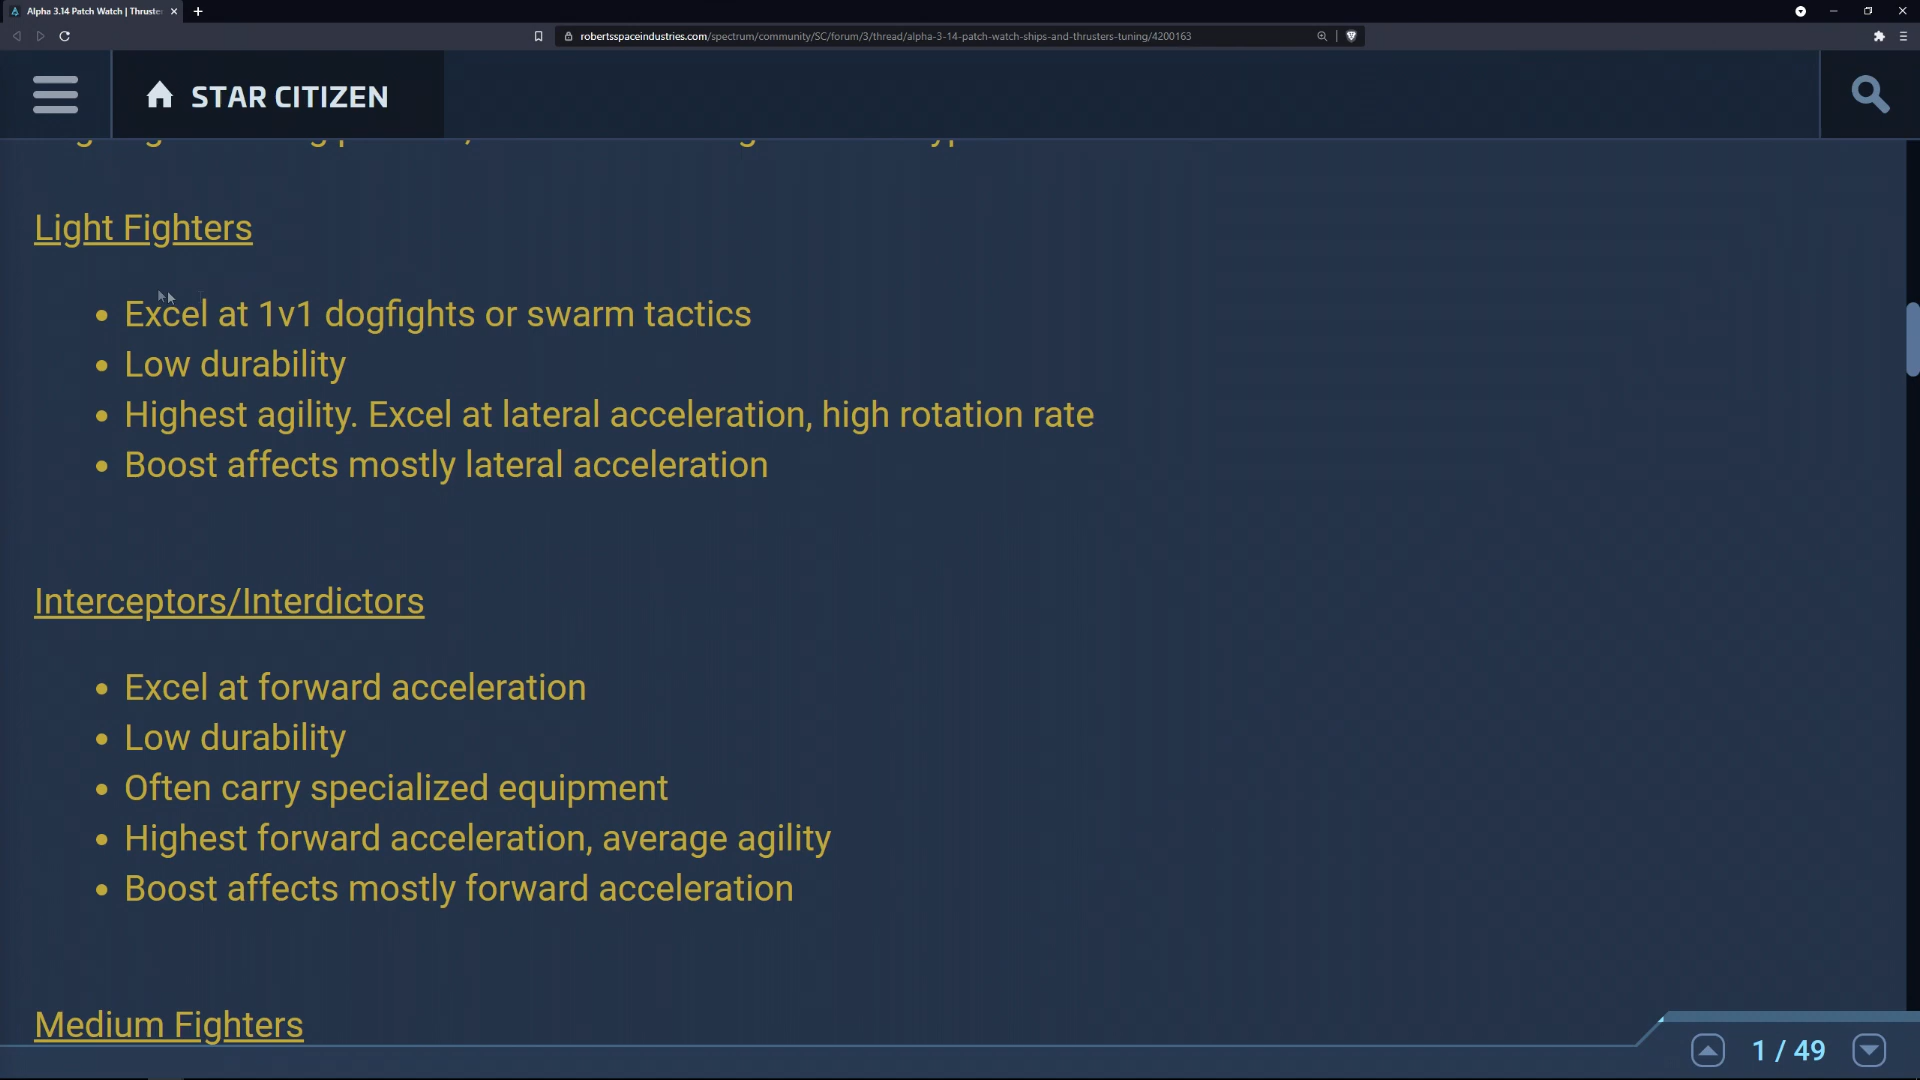 Alpha 3.14 Patch Watch | Thruste
robertsspaceindustries.com/spectrum/community/SC/forum/3/thread/alpha-3-14-patch-watch-ships-and-thrusters-tuning/4200163
STAR CITIZEN
Light Fighters
• Excel at 1v1 dogfights or swarm tactics
• Low durability
• Highest agility. Excel at lateral acceleration, high rotation rate
• Boost affects mostly lateral acceleration
Interceptors/Interdictors
• Excel at forward acceleration
• Low durability
• Often carry specialized equipment
• Highest forward acceleration, average agility
• Boost affects mostly forward acceleration
Medium Fighters
1 / 49